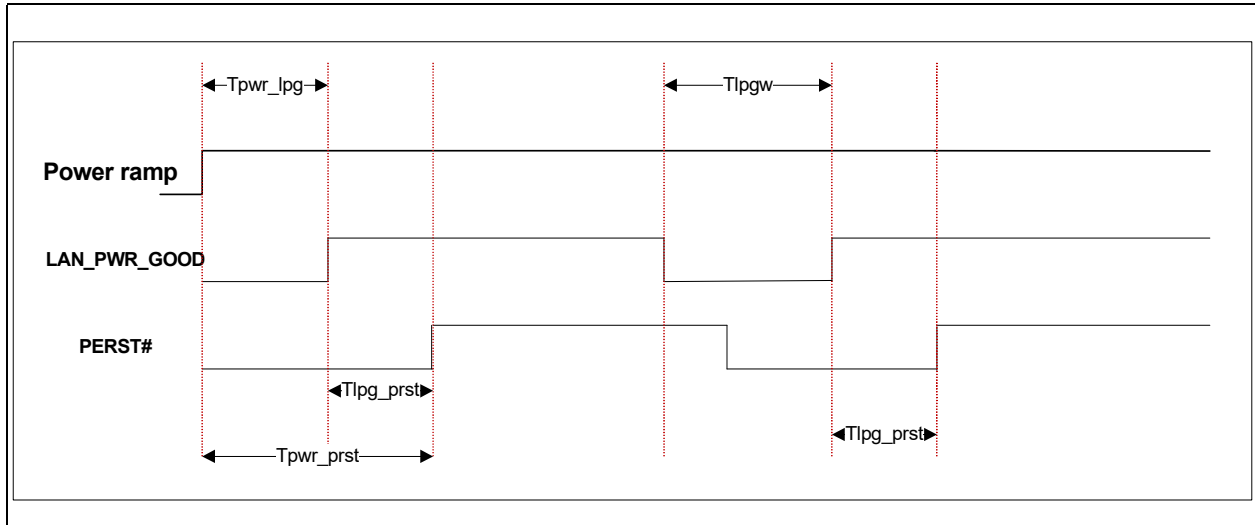 Tpwr_lpg
Tlpgw
Power ramp
LAN_PWR_GOOD
PERST#
Tlpg_prst
Tlpg_prst
Tpwr_prst